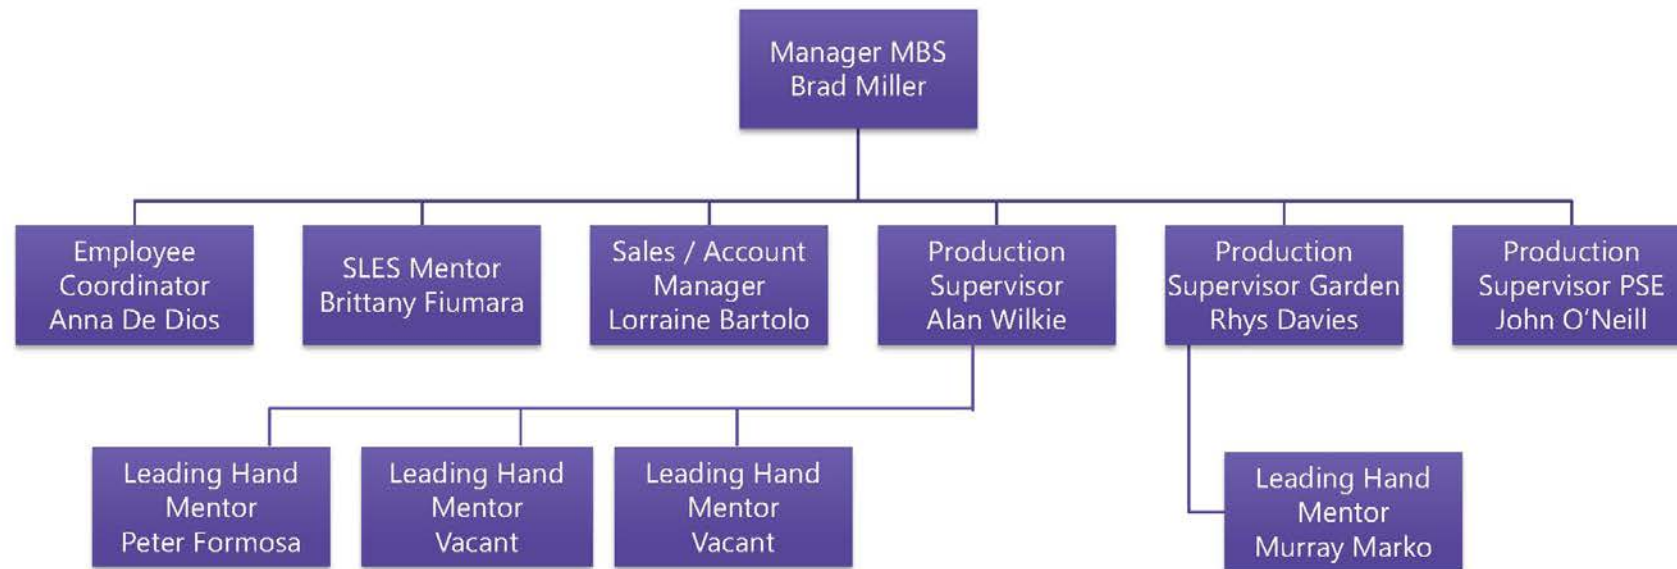 Manager MBS
Brad Miller
Employee
Coordinator
Anna De Dios
SLES Mentor
Brittany Fiumara
Sales / Account
Manager
Lorraine Bartolo
Production
Supervisor
Alan Wilkie
Production
Supervisor Garden
Rhys Davies
Production
Supervisor PSE
John O’Neill
Leading Hand
Mentor
Peter Formosa
Leading Hand
Mentor
Vacant
Leading Hand
Mentor
Vacant
Leading Hand
Mentor
Murray Marko